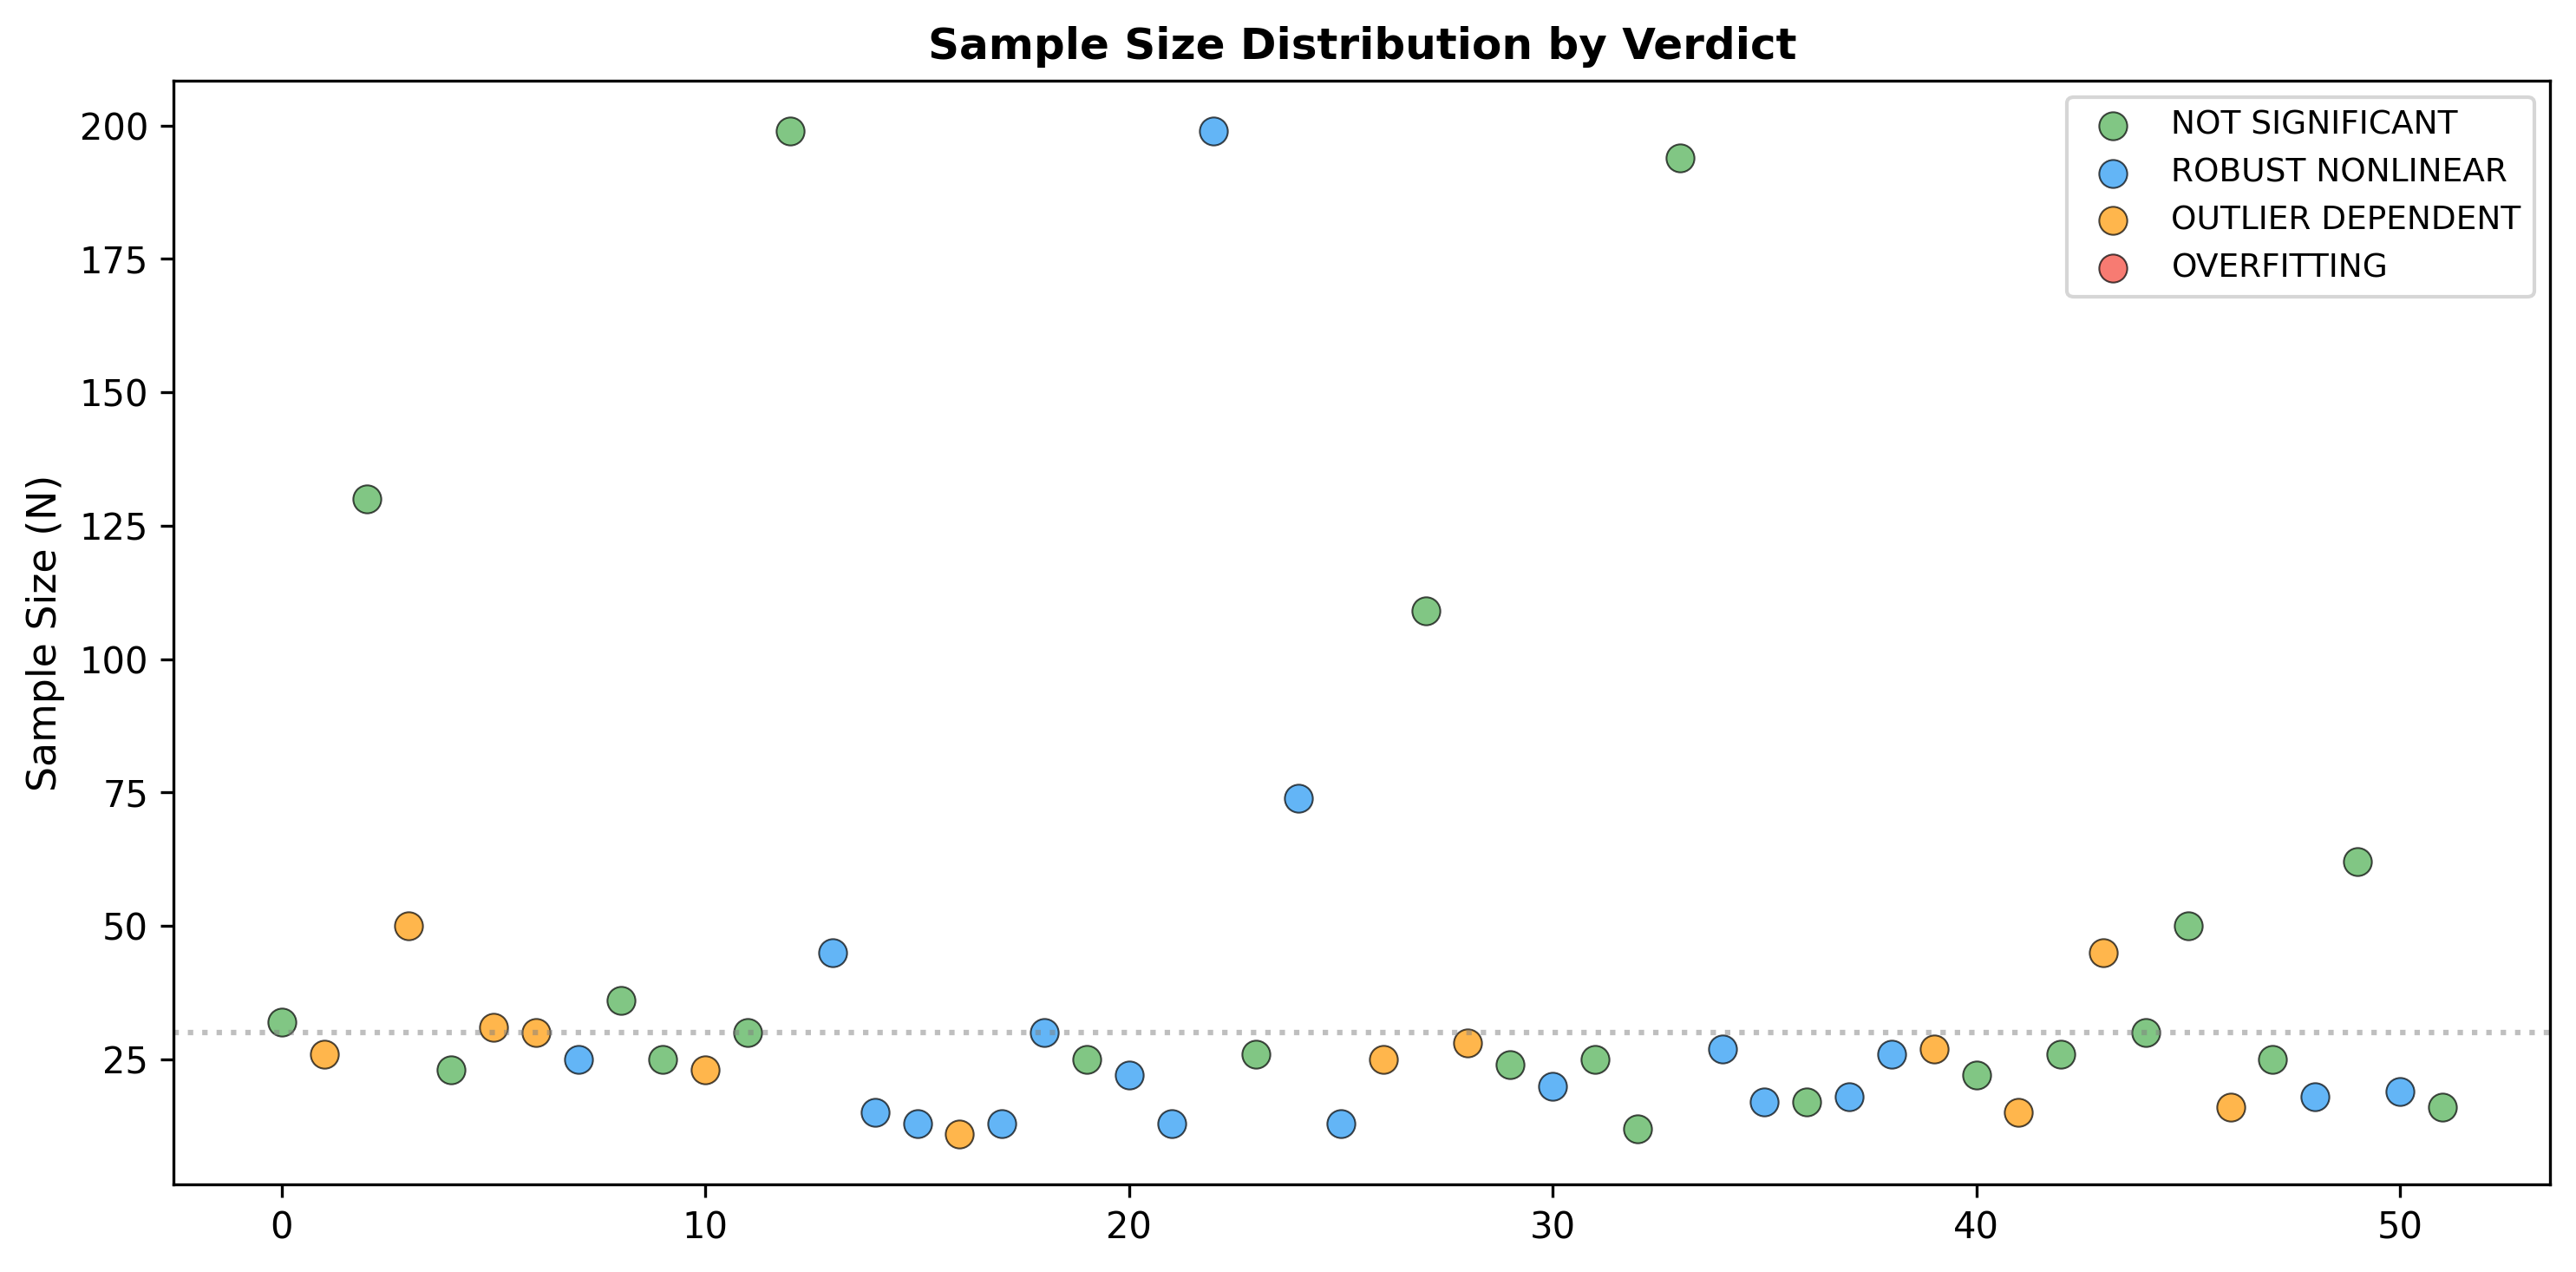 Sample Size Distribution by Verdict
Sample Size (N)
200
175
150
125
100
75
50
25
NOT SIGNIFICANT
ROBUST NONLINEAR
OUTLIER DEPENDENT
OVERFITTING
0 10 20 30 40 50